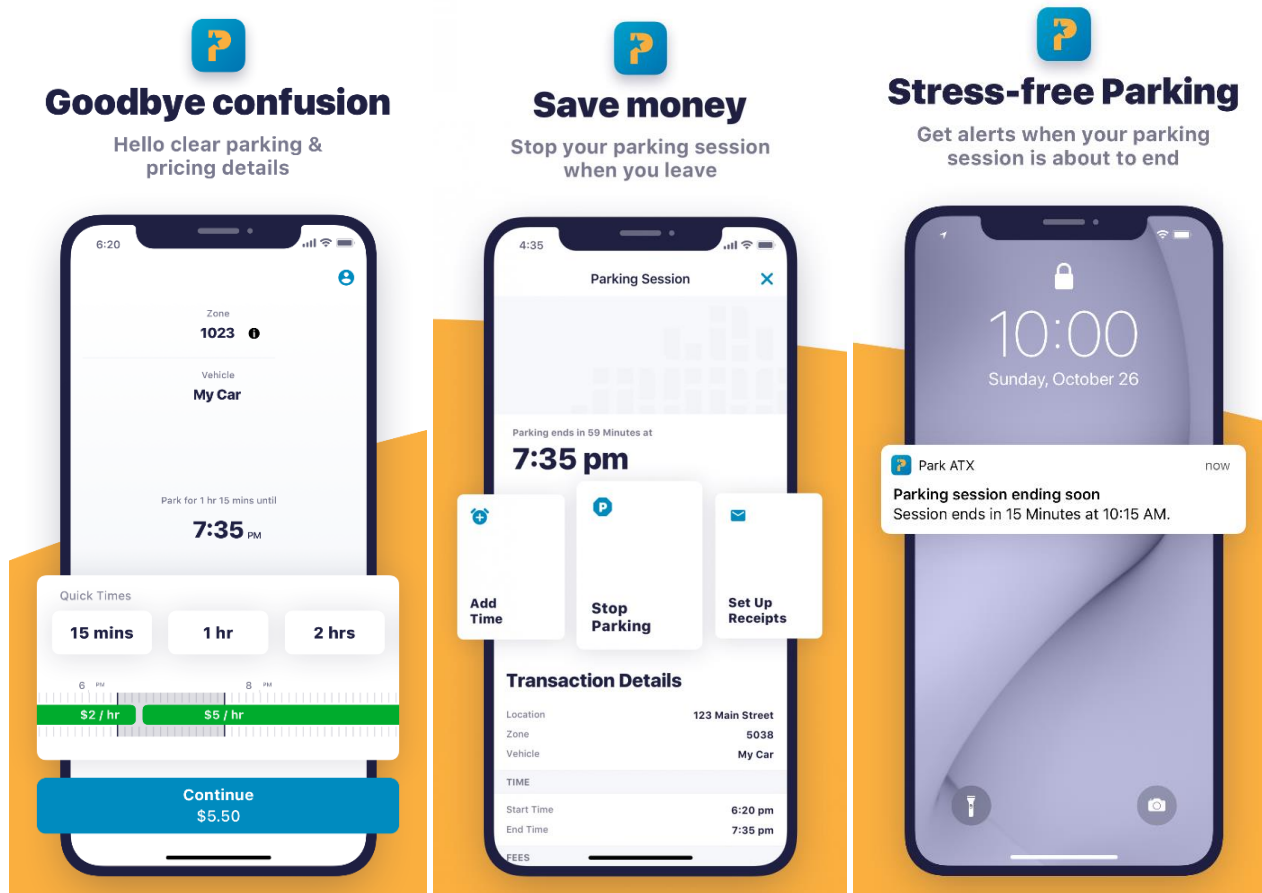 Goodbye confusion
Hello clear parking &
pricing details
6:20
Zone
1023
Vehicle
My Car
Park for 1 hr 15 mins until
7:35 PM
Quick Times
15 mins 1 hr 2 hrs
6 PM 8 PM
$2 / hr $5 / hr
Continue
$5.50
Save money
Stop your parking session
when you leave
4:35
Parking Session
Parking ends in 59 Minutes at
7:35 pm
Add
Time
Stop
Parking
Set Up
Receipts
Transaction Details
Location 123 Main Street
Zone 5038
Vehicle My Car
TIME
Start Time 6:20 pm
End Time 7:35 pm
FEES
Stress-free Parking
Get alerts when your parking
session is about to end
10:00
Sunday, October 26
Park ATX now
Parking session ending soon
Session ends in 15 Minutes at 10:15 AM.